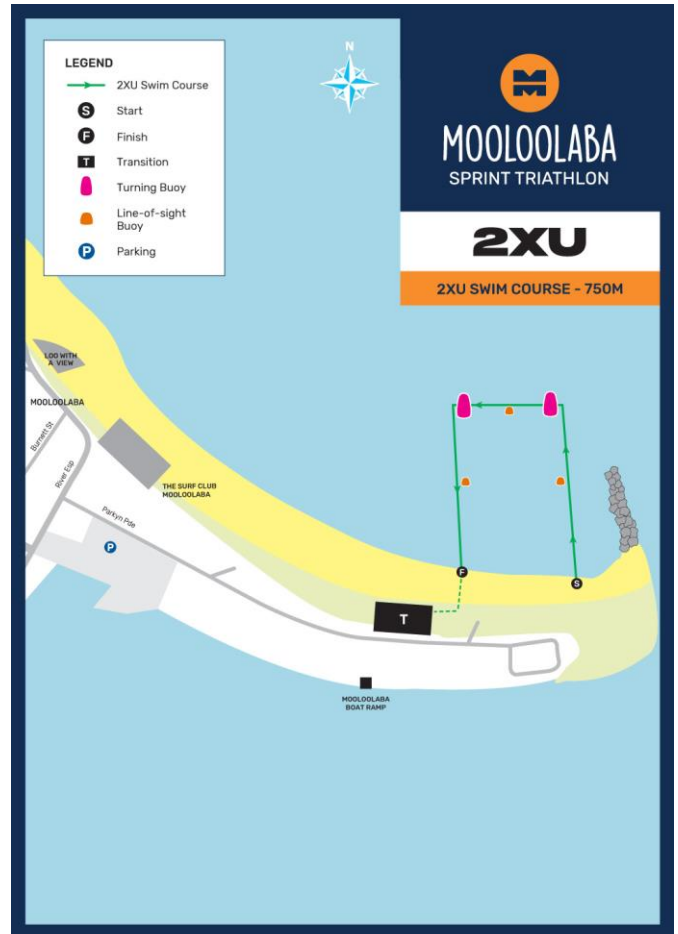 LEGEND
2XU Swim Course
S
Start
F
Finish
T
Transition
Turning Buoy
Line-of-sight
Buoy
P
Parking
N
MOOLOOLABA
SPRINT TRIATHLON
2XU
2XU SWIM COURSE - 750M
LOO WITH
A VIEW
MOOLOOLABA
Burnett St
River Esp
THE SURF CLUB
MOOLOOLABA
Parkyn Pde
P
F
S
T
MOOLOOLABA
BOAT RAMP